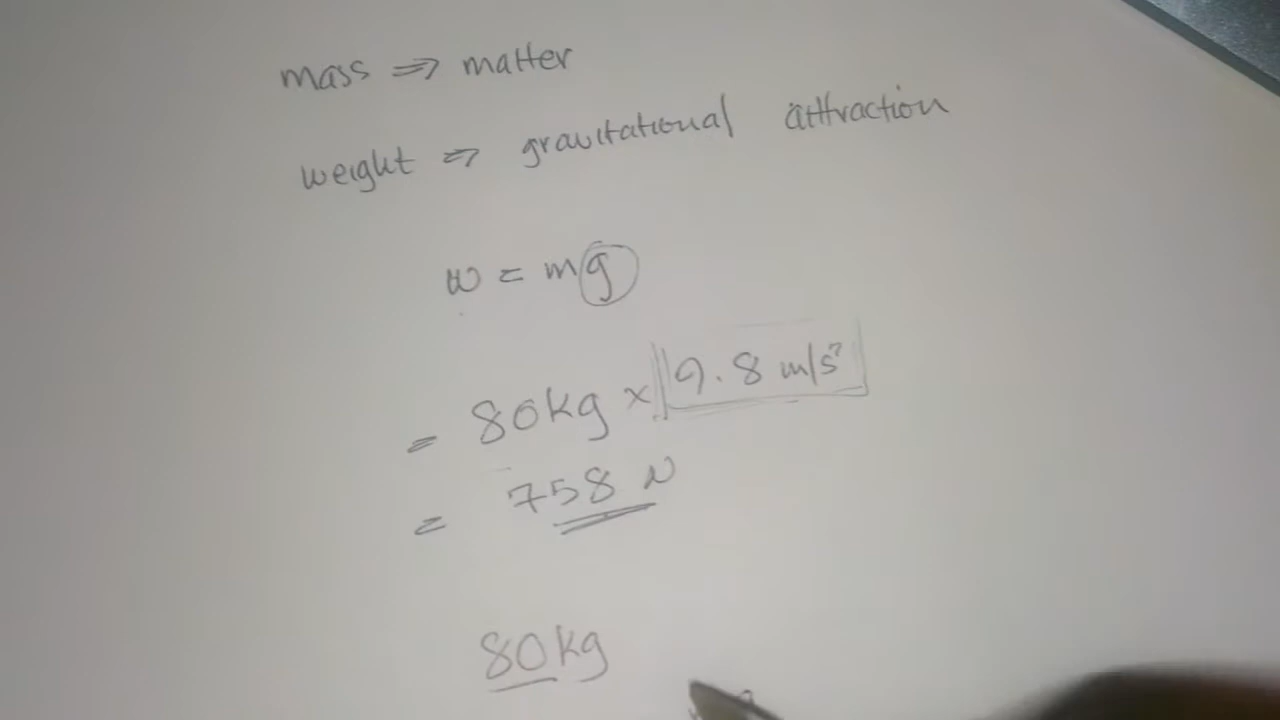 mass ⇒ matter
weight ⇒ gravitational attraction
w = mg
= 80kg × 9.8 m/s²
= 758 N
80kg